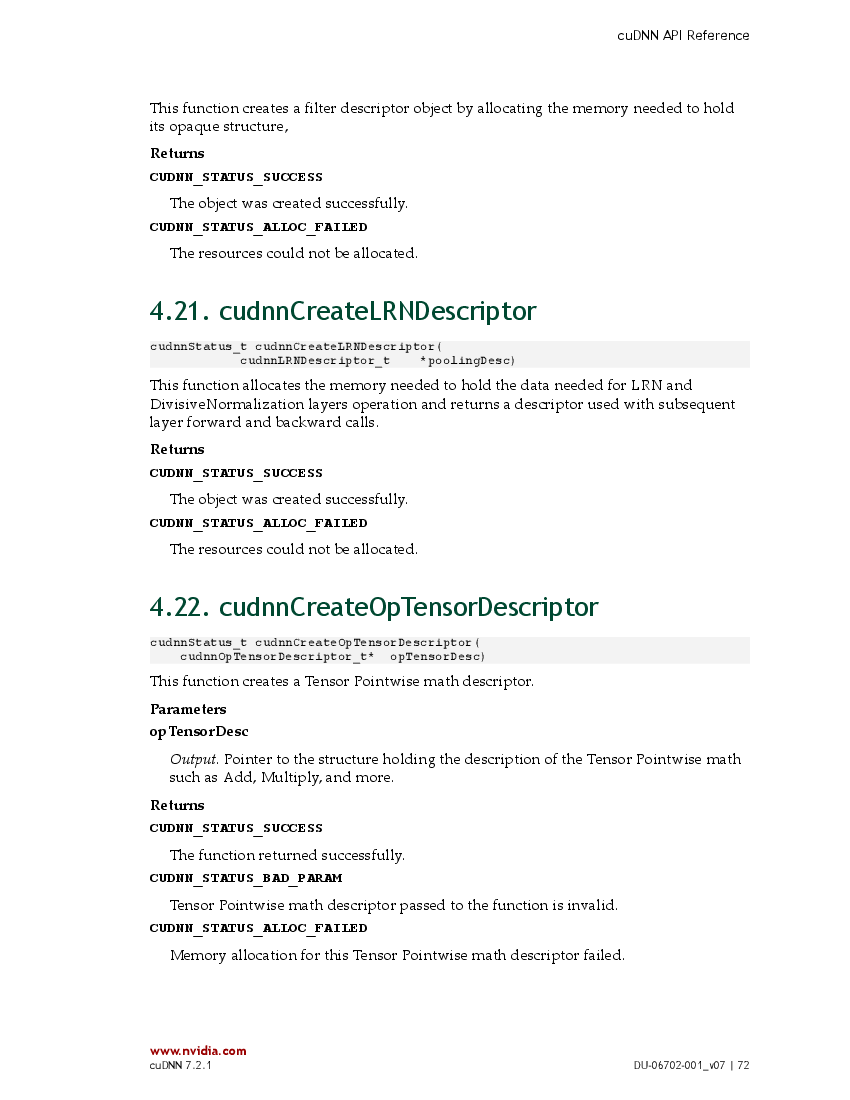 cuDNN API Reference
This function creates a filter descriptor object by allocating the memory needed to hold
its opaque structure,
Returns
CUDNN_STATUS_SUCCESS
The object was created successfully.
CUDNN_STATUS_ALLOC_FAILED
The resources could not be allocated.
4.21. cudnnCreateLRNDescriptor
cudnnStatus_t cudnnCreateLRNDescriptor(
cudnnLRNDescriptor_t    *poolingDesc)
This function allocates the memory needed to hold the data needed for LRN and
DivisiveNormalization layers operation and returns a descriptor used with subsequent
layer forward and backward calls.
Returns
CUDNN_STATUS_SUCCESS
The object was created successfully.
CUDNN_STATUS_ALLOC_FAILED
The resources could not be allocated.
4.22. cudnnCreateOpTensorDescriptor
cudnnStatus_t cudnnCreateOpTensorDescriptor(
cudnnOpTensorDescriptor_t*  opTensorDesc)
This function creates a Tensor Pointwise math descriptor.
Parameters
opTensorDesc
Output. Pointer to the structure holding the description of the Tensor Pointwise math
such as Add, Multiply, and more.
Returns
CUDNN_STATUS_SUCCESS
The function returned successfully.
CUDNN_STATUS_BAD_PARAM
Tensor Pointwise math descriptor passed to the function is invalid.
CUDNN_STATUS_ALLOC_FAILED
Memory allocation for this Tensor Pointwise math descriptor failed.
www.nvidia.com
cuDNN 7.2.1
DU-06702-001_v07 | 72